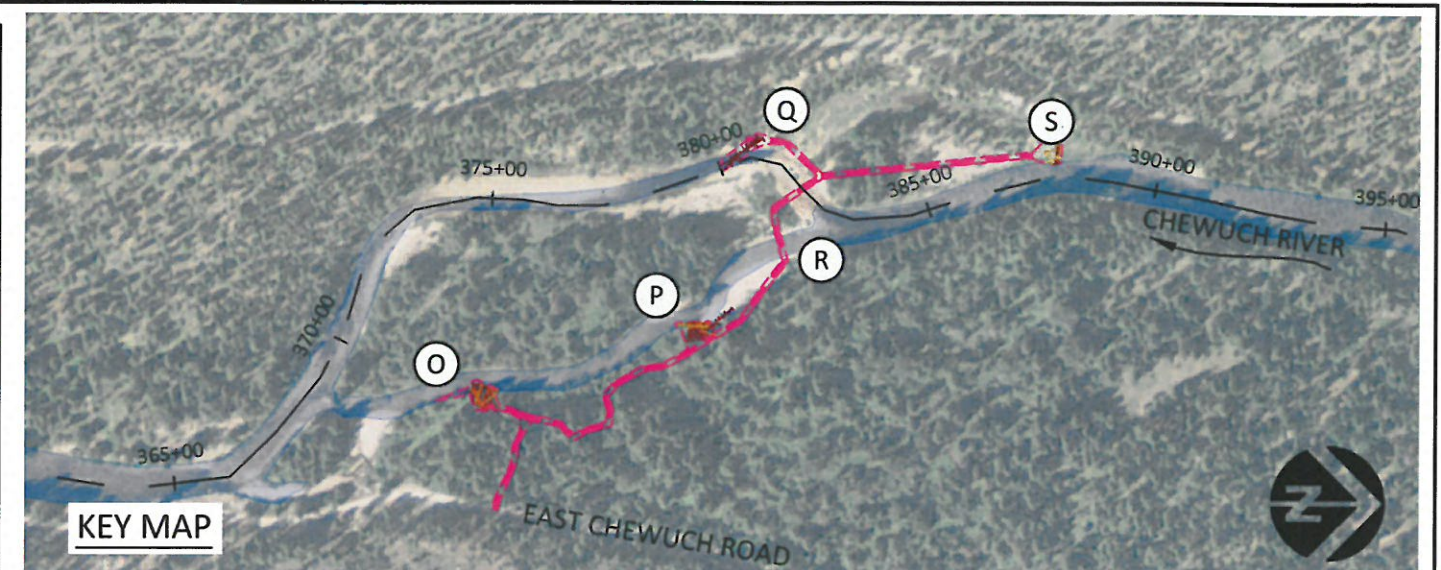 Q
S
380+00
390+00
375+00
385+00
395+00
CHEWUCH RIVER
R
P
370+00
O
365+00
EAST CHEWUCH ROAD
KEY MAP
N